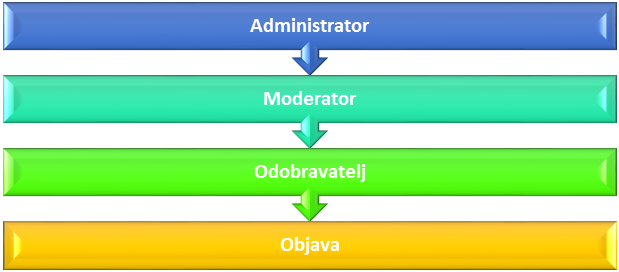 Administrator
Moderator
Odobravatelj
Objava